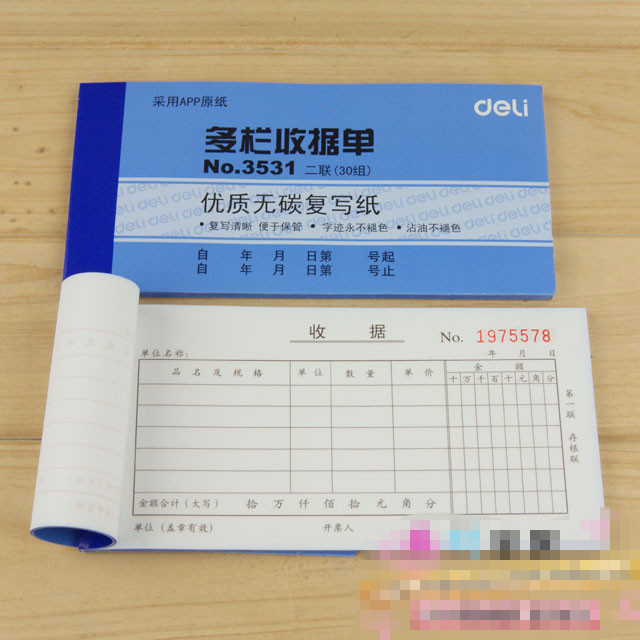 采用APP原纸
deli
多栏收据单
No.3531 二联(30组)
优质无碳复写纸
• 复写清晰 便于保管 • 字迹永不褪色 • 沾油不褪色
自 年 月 日第 号起
自 年 月 日第 号止
收 据
No. 1975578
单位名称: 年 月 日
品名及规格 单位 数量 单价 金额
十 万 千 百 十 元 角 分
金额合计（大写） 拾 万 仟 佰 拾 元 角 分
单位（盖章有效） 开票人
第一联 存根联